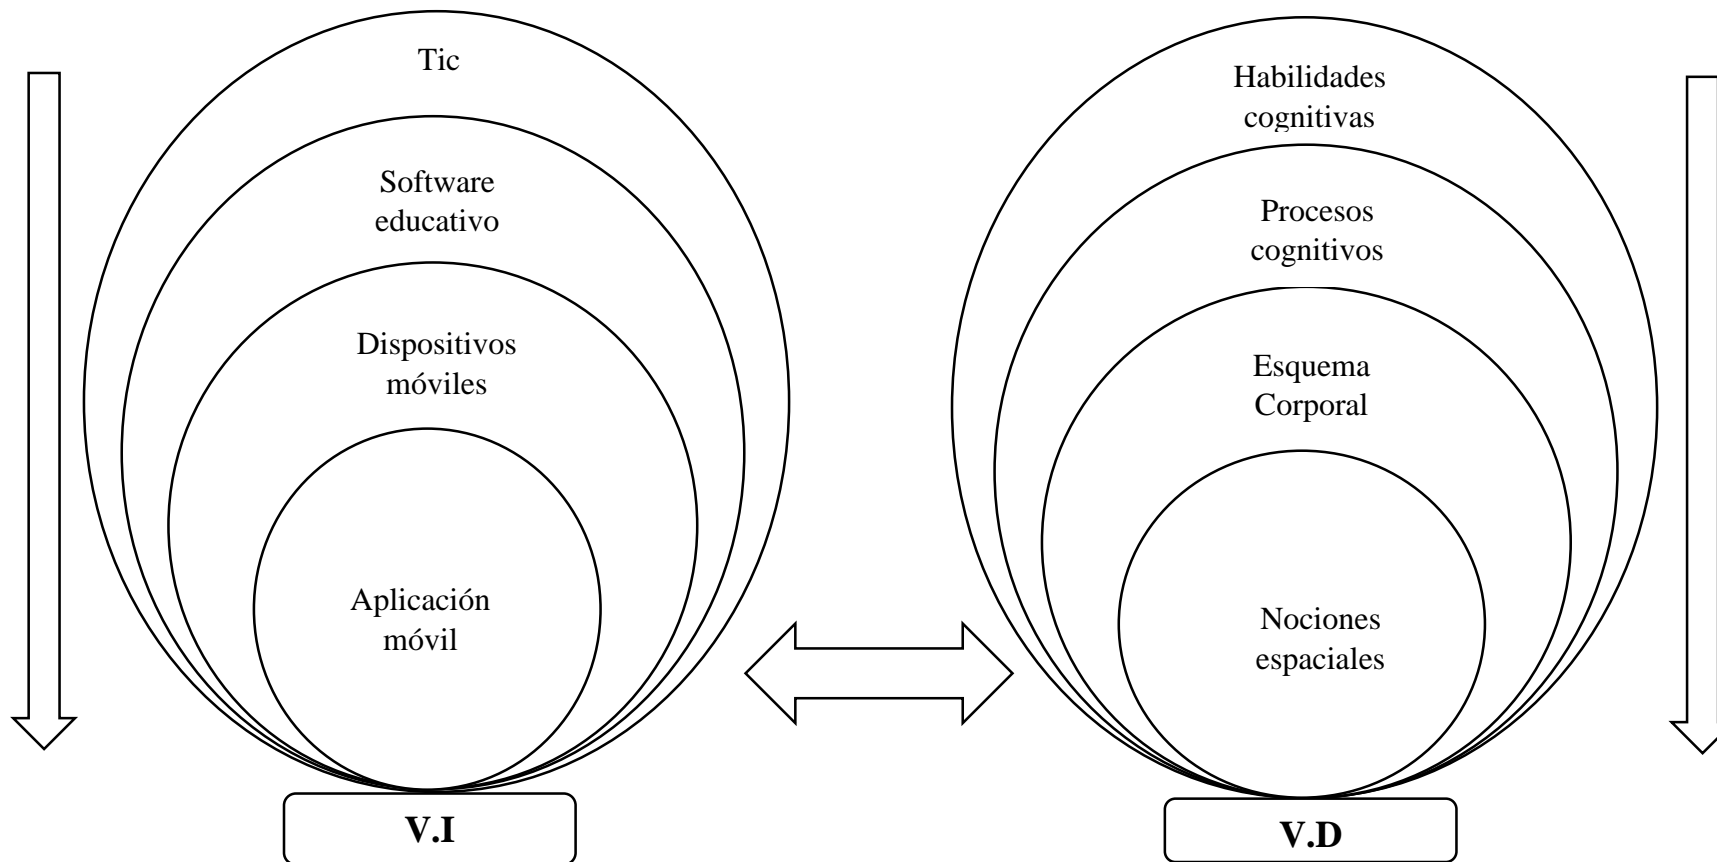 Tic
Software
educativo
Dispositivos
móviles
Aplicación
móvil
V.I
Habilidades
cognitivas
Procesos
cognitivos
Esquema
Corporal
Nociones
espaciales
V.D